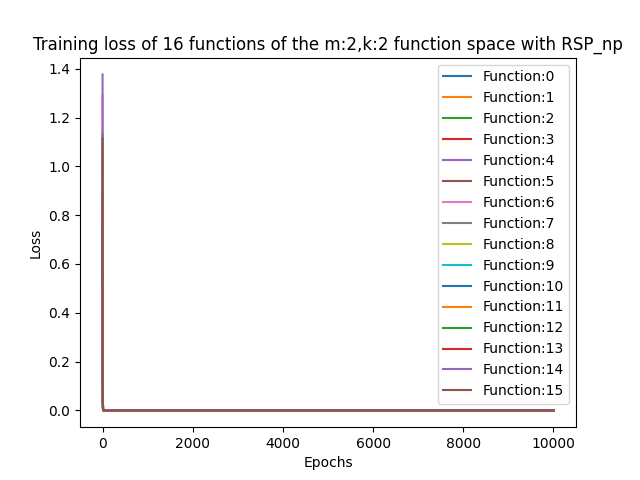 Training loss of 16 functions of the m:2,k:2 function space with RSP_np
1.4
1.2
1.0
0.8
0.6
0.4
0.2
0.0
Loss
0 2000 4000 6000 8000 10000
Epochs
Function:0
Function:1
Function:2
Function:3
Function:4
Function:5
Function:6
Function:7
Function:8
Function:9
Function:10
Function:11
Function:12
Function:13
Function:14
Function:15